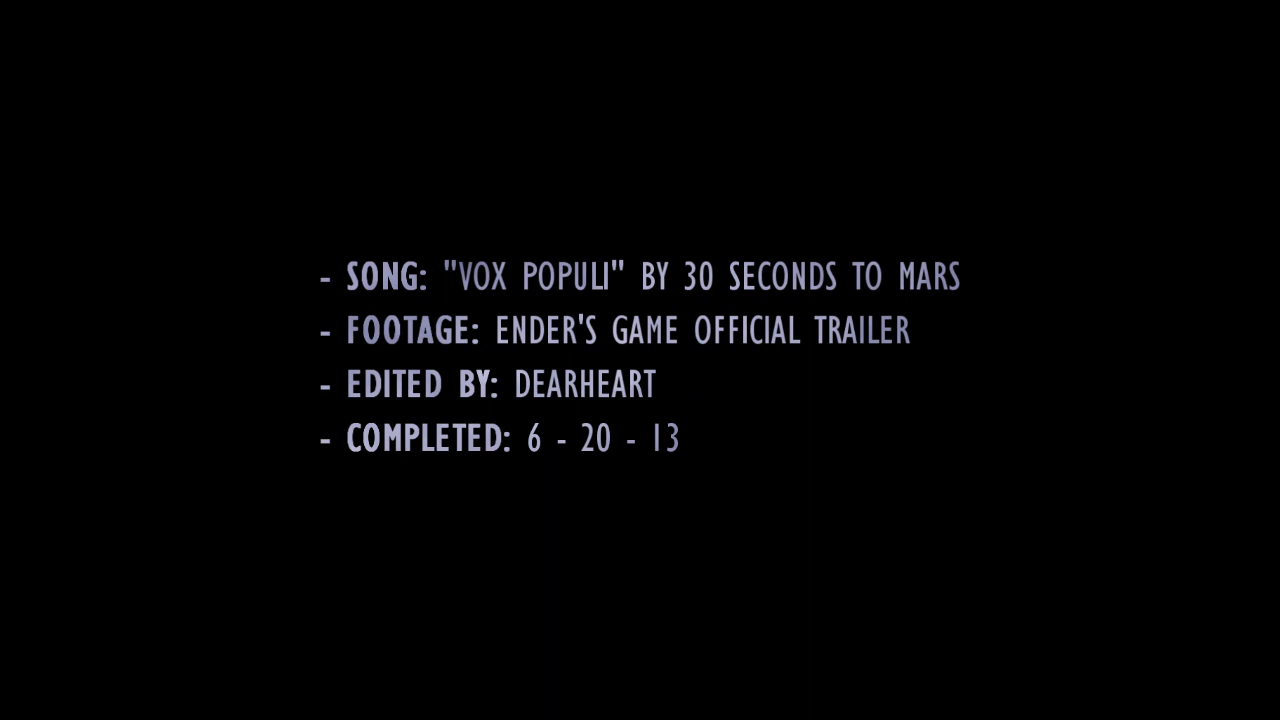 - SONG: "VOX POPULI" BY 30 SECONDS TO MARS
- FOOTAGE: ENDER'S GAME OFFICIAL TRAILER
- EDITED BY: DEARHEART
- COMPLETED: 6 - 20 - 13